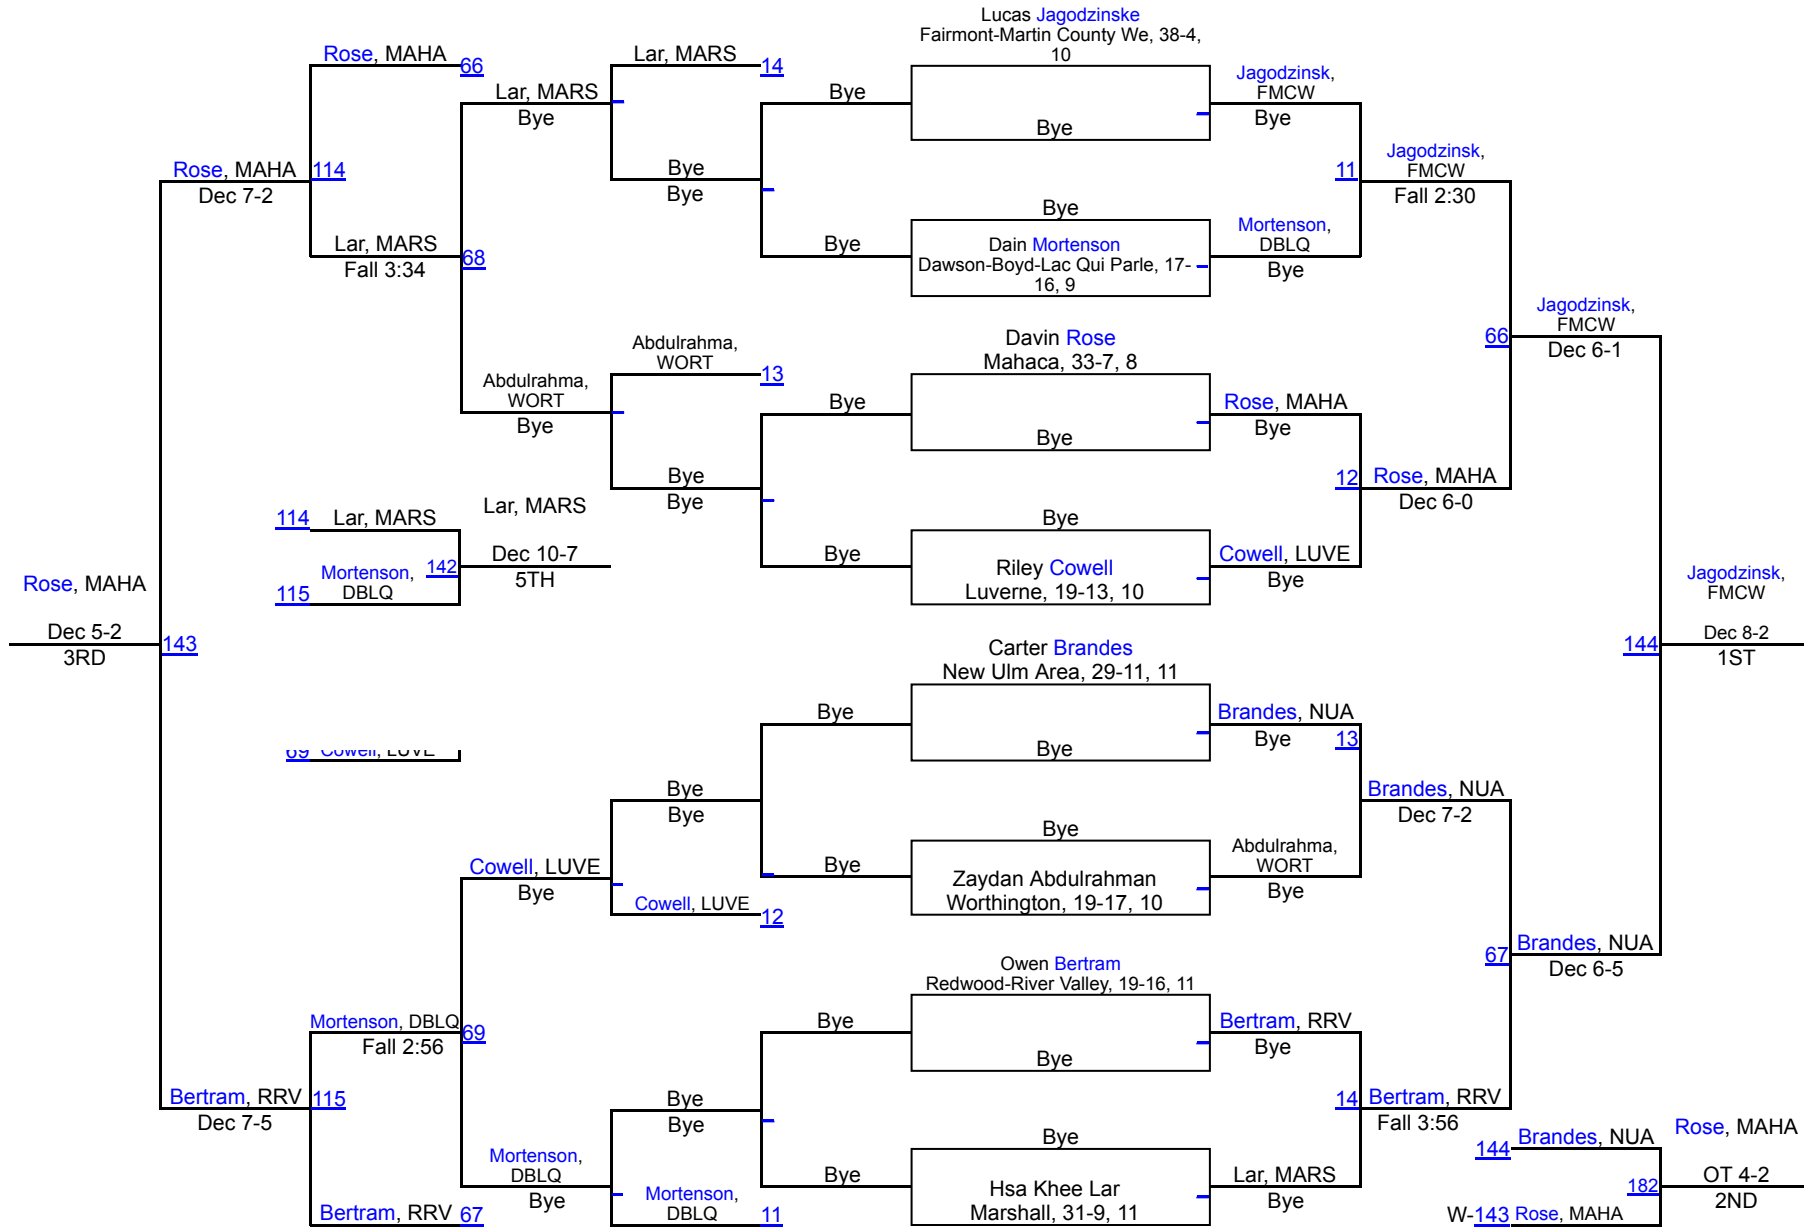 Lucas Jagodzinske
Fairmont-Martin County We, 38-4,
10
Bye
Bye
Dain Mortenson
Dawson-Boyd-Lac Qui Parle, 17-
16, 9
Davin Rose
Mahaca, 33-7, 8
Bye
Bye
Riley Cowell
Luverne, 19-13, 10
Carter Brandes
New Ulm Area, 29-11, 11
Bye
Bye
Zaydan Abdulrahman
Worthington, 19-17, 10
Owen Bertram
Redwood-River Valley, 19-16, 11
Bye
Bye
Hsa Khee Lar
Marshall, 31-9, 11
Jagodzinsk,
FMCW
Bye
Mortenson,
DBLQ
Bye
Rose, MAHA
Bye
Cowell, LUVE
Bye
Brandes, NUA
Bye
Abdulrahma,
WORT
Bye
Bertram, RRV
Bye
Lar, MARS
Bye
11
Jagodzinsk,
FMCW
Fall 2:30
12
Rose, MAHA
Dec 6-0
13
Brandes, NUA
Dec 7-2
14
Bertram, RRV
Fall 3:56
66
Jagodzinsk,
FMCW
Dec 6-1
67
Brandes, NUA
Dec 6-5
144
Jagodzinsk,
FMCW
Dec 8-2
1ST
144
Brandes, NUA
W-143 Rose, MAHA
182
Rose, MAHA
OT 4-2
2ND
Bye
Bye
Bye
Bye
Bye
Bye
Bye
Bye
Lar, MARS
14
Bye
Bye
Abdulrahma,
WORT
13
Bye
Bye
Bye
Bye
Cowell, LUVE
12
Bye
Bye
Mortenson,
DBLQ
11
Lar, MARS
Bye
Abdulrahma,
WORT
Bye
Cowell, LUVE
Bye
Mortenson,
DBLQ
Bye
Rose, MAHA
66
Lar, MARS
Fall 3:34
68
Mortenson, DBLQ
Fall 2:56
69
Bertram, RRV
67
Rose, MAHA
Dec 7-2
114
Bertram, RRV
Dec 7-5
115
114
Lar, MARS
115
Mortenson,
DBLQ
142
Lar, MARS
Dec 10-7
5TH
69 Cowell, LUVE
Rose, MAHA
Dec 5-2
3RD
143